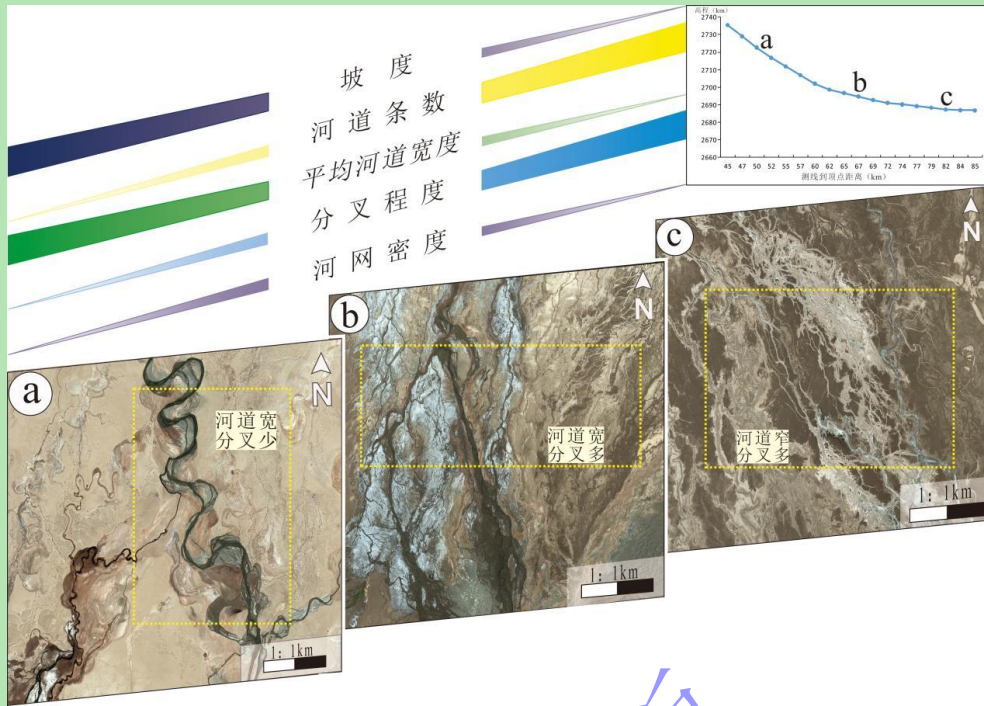 坡度
河道条数
平均河道宽度
分叉程度
河网密度
高程(km)
2740
2730
2720
2710
2700
2690
2680
2670
2660
a
b
c
45 47 50 52 55 57 60 62 65 67 69 72 74 77 79 82 84 85
测线到顶点距离(km)
a
N
河道宽
分叉少
1:1km
b
N
河道宽
分叉多
1:1km
c
N
河道窄
分叉多
1:1km